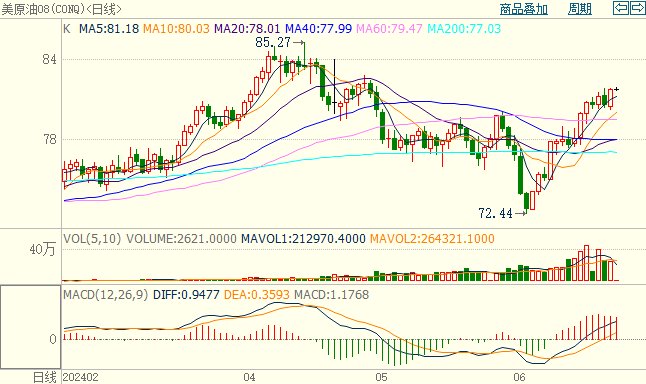 美原油08(CONQ)<日线> 商品叠加 周期
K MA5:81.18 MA10:80.03 MA20:78.01 MA40:77.99 MA60:79.47 MA200:77.03
85.27
84
78
72.44
VOL(5,10) VOLUME:2621.0000 MAVOL1:212970.4000 MAVOL2:264321.1000
40万
MACD(12,26,9) DIFF:0.9477 DEA:0.3593 MACD:1.1768
0
日线 202402 04 05 06